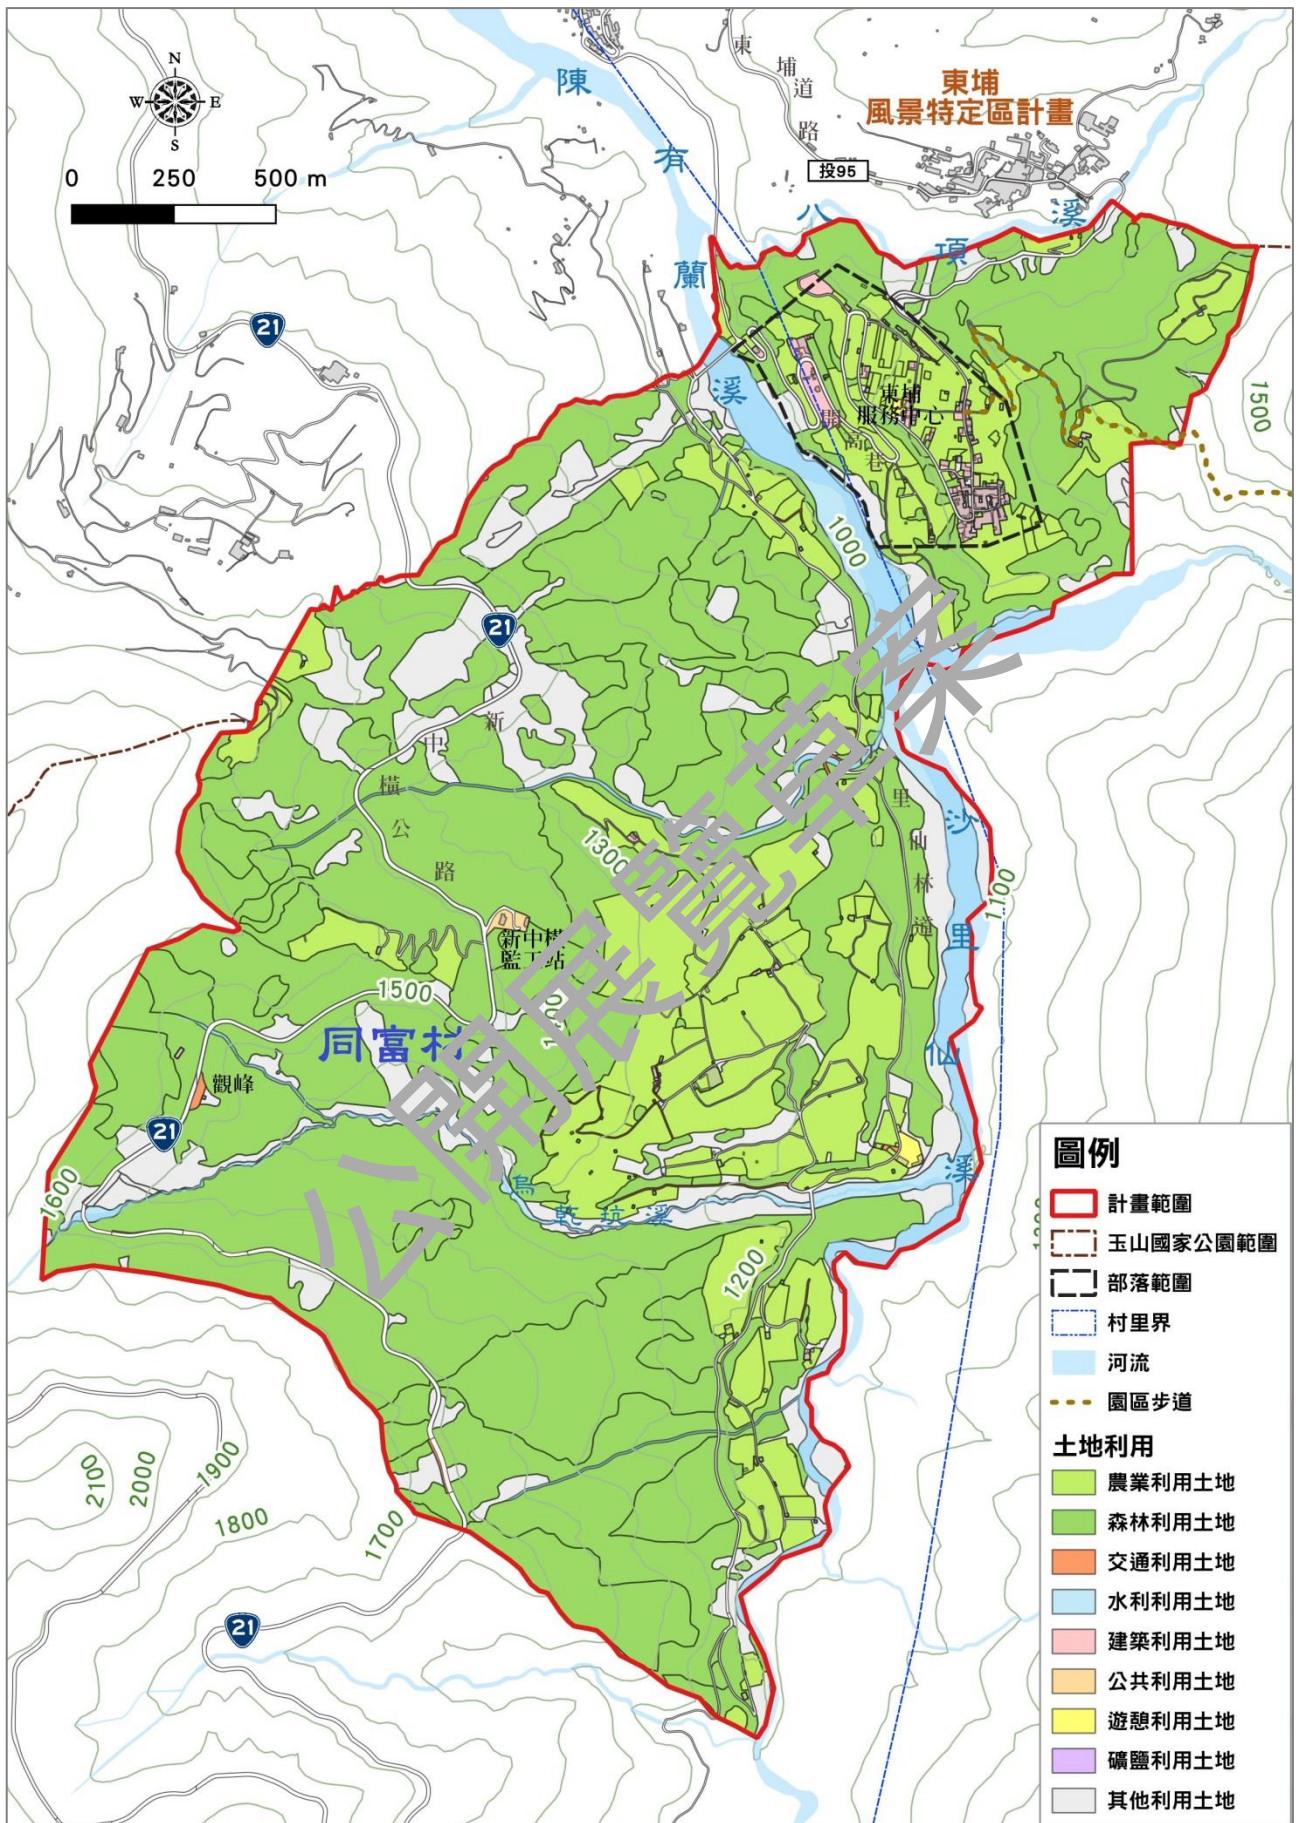 N
W E
S
0 250 500 m
東埔
風景特定區計畫
東埔道路
投95
陳有蘭溪
八項溪
21
東埔
服務中心
開高巷
1500
1000
21
新中橫公路
1300
里仙林道
沙里仙溪
1100
新中橫
監工站
1500
同富村
觀峰
21
1600
烏乾坑溪
1200
2100
2000
1900
1800
1700
21
公開展覽草案
圖例
計畫範圍
玉山國家公園範圍
部落範圍
村里界
河流
園區步道
土地利用
農業利用土地
森林利用土地
交通利用土地
水利利用土地
建築利用土地
公共利用土地
遊憩利用土地
礦鹽利用土地
其他利用土地